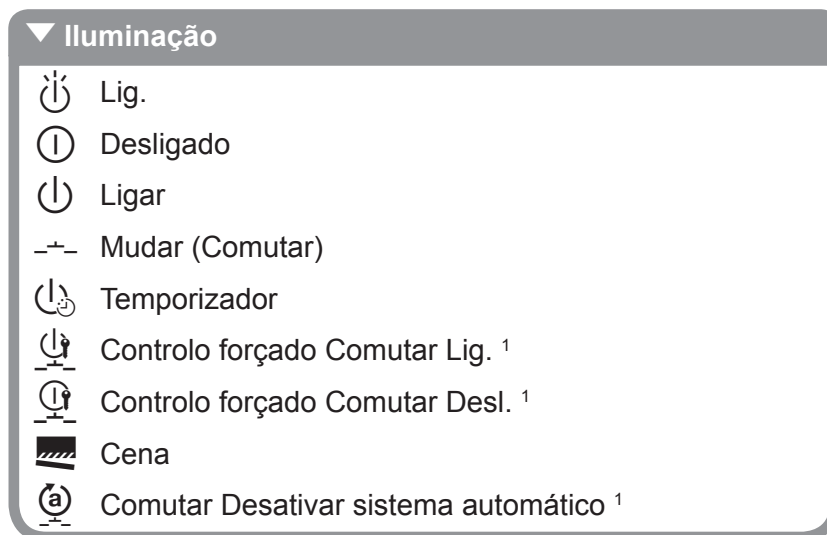 Iluminação
Lig.
Desligado
Ligar
Mudar (Comutar)
Temporizador
Controlo forçado Comutar Lig. ¹
Controlo forçado Comutar Desl. ¹
Cena
Comutar Desativar sistema automático ¹